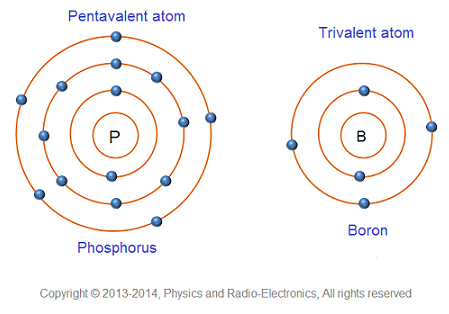 Pentavalent atom
Trivalent atom
P
B
Phosphorus
Boron
Copyright © 2013-2014, Physics and Radio-Electronics, All rights reserved